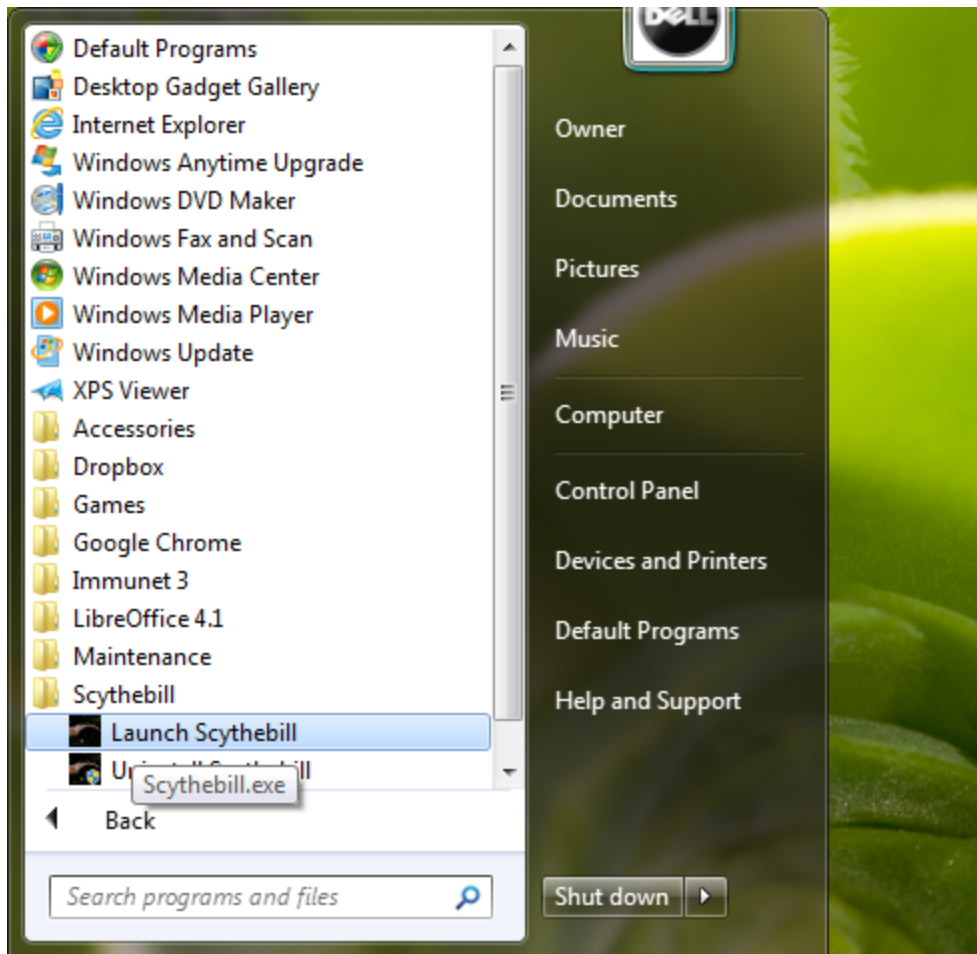 DELL
Default Programs
Desktop Gadget Gallery
Internet Explorer
Windows Anytime Upgrade
Windows DVD Maker
Windows Fax and Scan
Windows Media Center
Windows Media Player
Windows Update
XPS Viewer
Accessories
Dropbox
Games
Google Chrome
Immunet 3
LibreOffice 4.1
Maintenance
Scythebill
Launch Scythebill
Scythebill.exe
Back
Search programs and files
Owner
Documents
Pictures
Music
Computer
Control Panel
Devices and Printers
Default Programs
Help and Support
Shut down